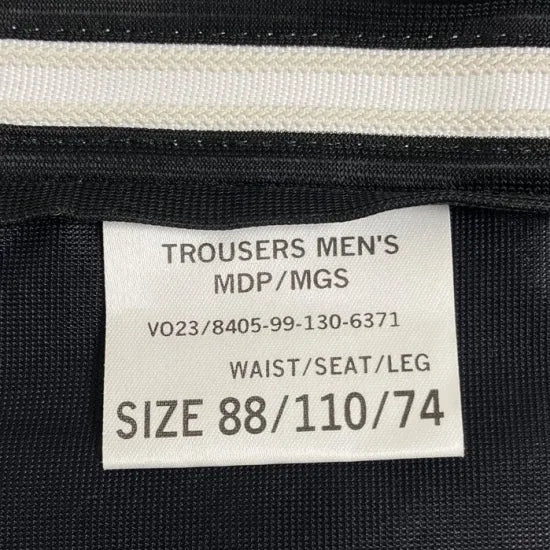 TROUSERS MEN'S
MDP/MGS
VO23/8405-99-130-6371
WAIST/SEAT/LEG
SIZE 88/110/74